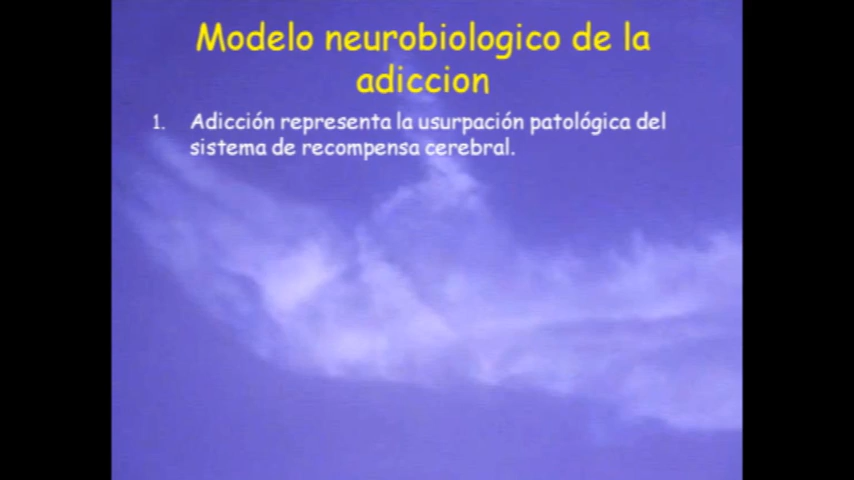 Modelo neurobiologico de la
adiccion
1. Adicción representa la usurpación patológica del
sistema de recompensa cerebral.